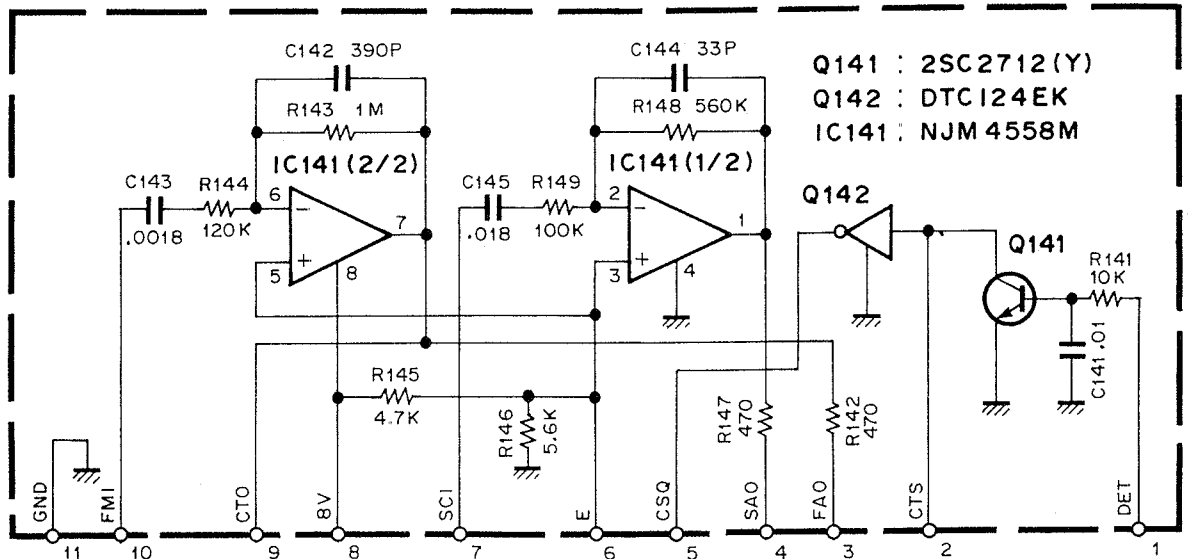 C142 390P
R143 1M
IC141(2/2)
C143
.0018
R144
120K
6
-
+
5
7
8
C144 33P
R148 560K
IC141(1/2)
C145
.018
R149
100K
2
-
+
3
1
4
Q141 : 2SC2712(Y)
Q142 : DTC124EK
IC141: NJM4558M
Q142
Q141
R141
10K
C141 .01
R145
4.7K
R146
5.6K
R147
470
R142
470
GND
FMI
CTO
8V
SCI
E
CSQ
SAO
FAO
CTS
DET
11
10
9
8
7
6
5
4
3
2
1